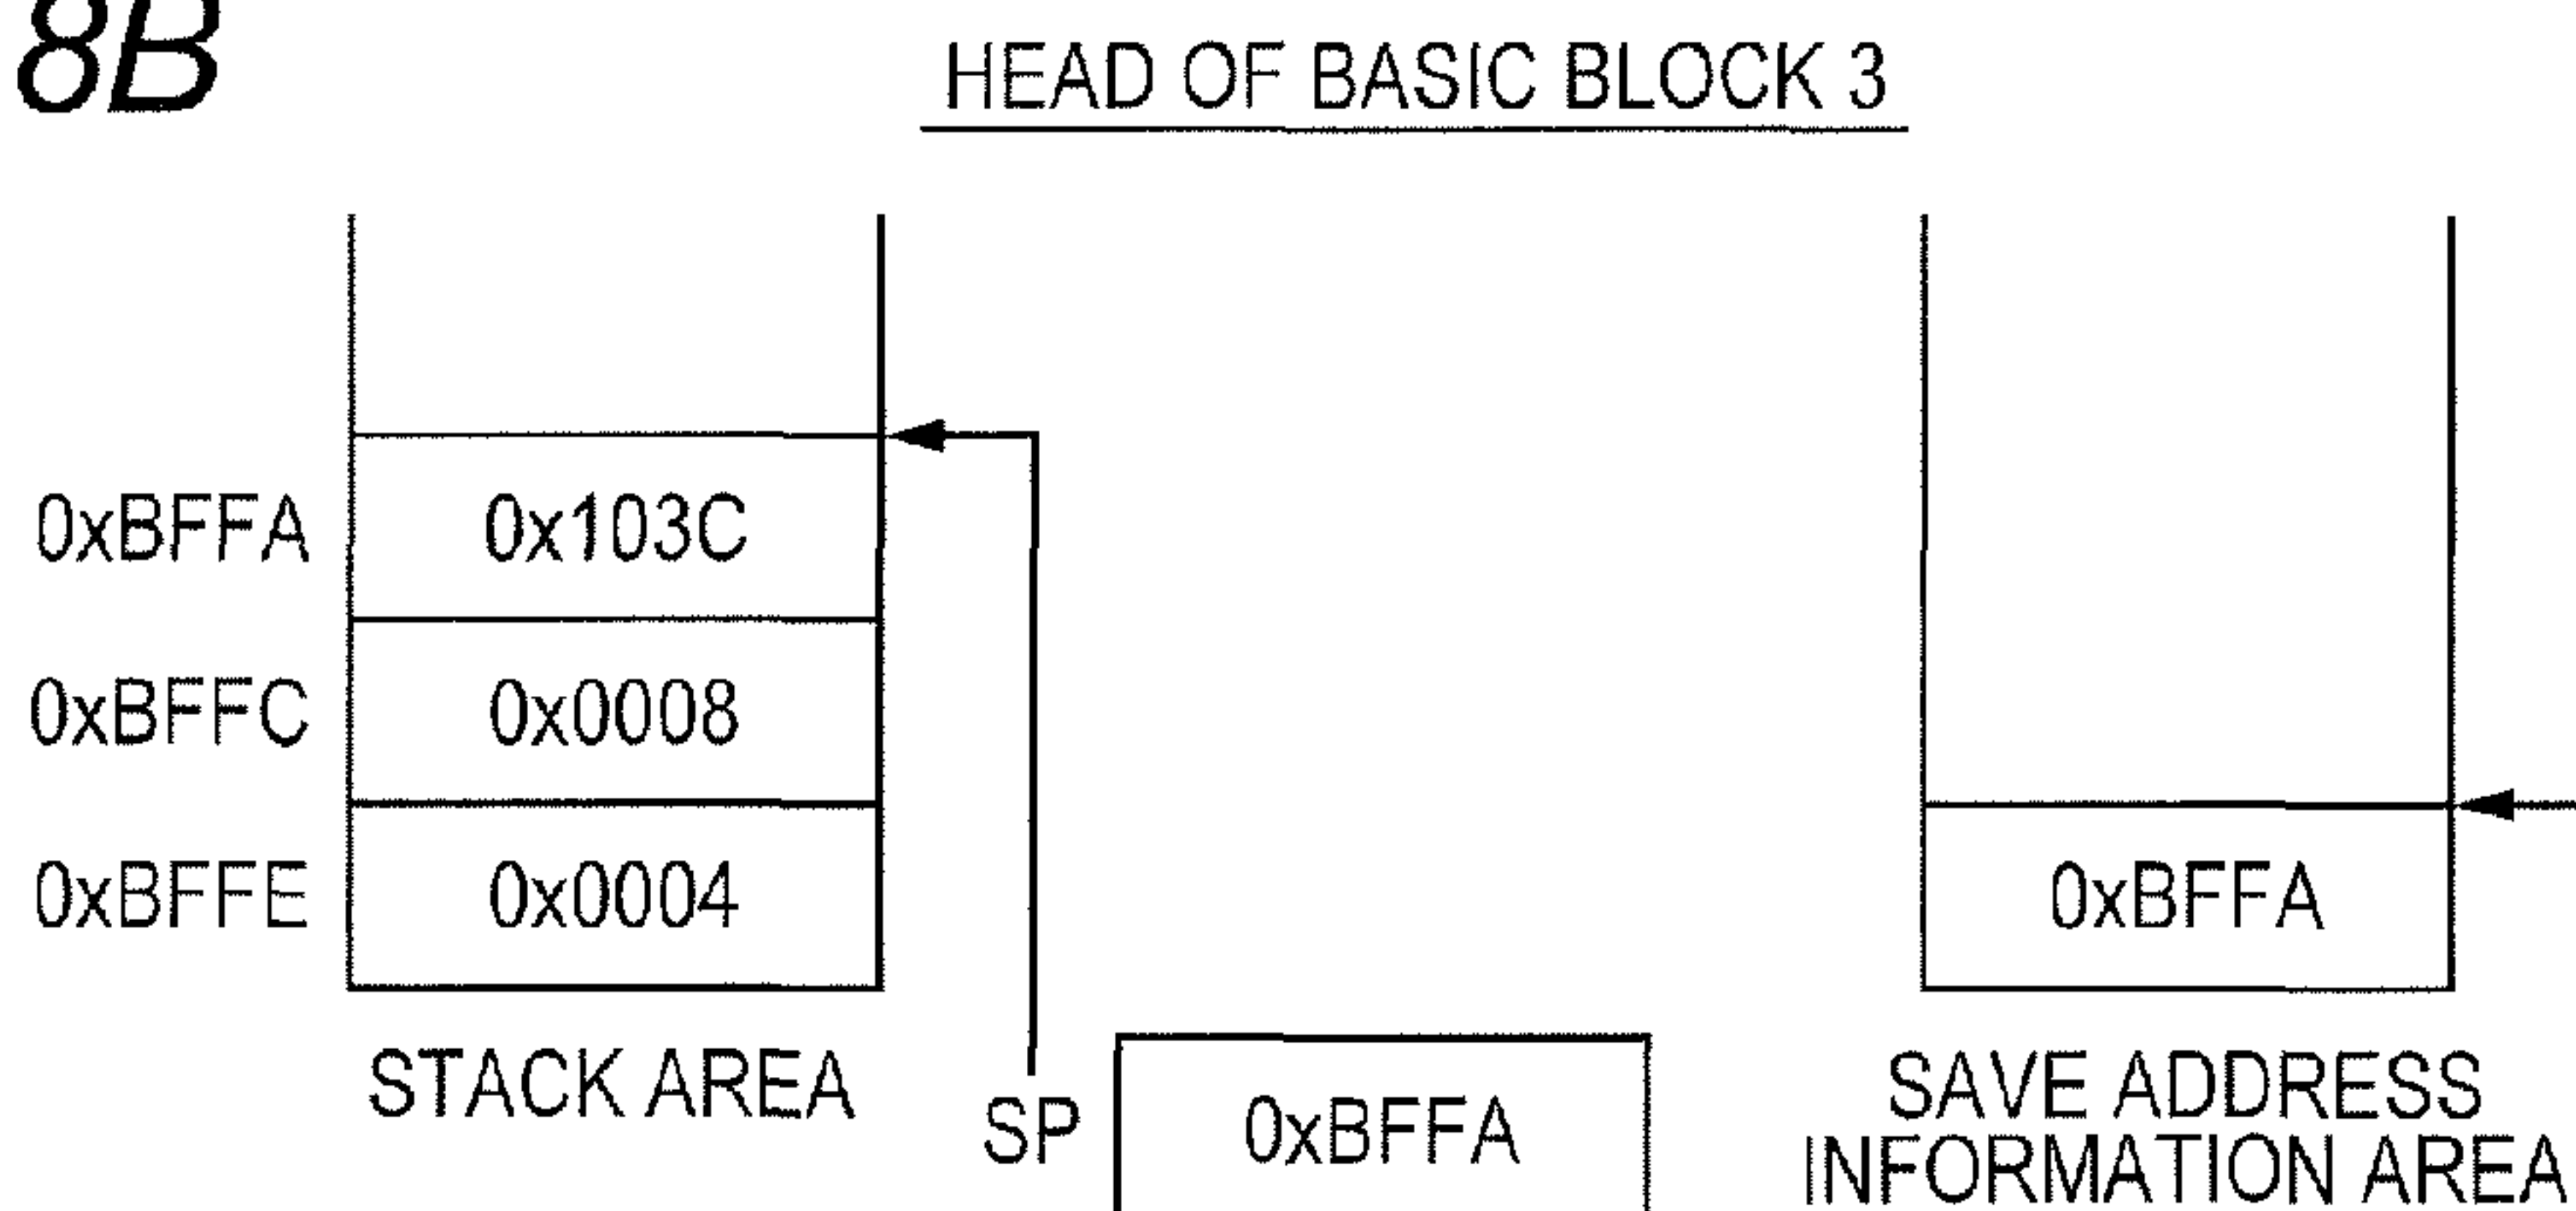 8B
HEAD OF BASIC BLOCK 3
0xBFFA 0x103C
0xBFFC 0x0008
0xBFFE 0x0004 0xBFFA
STACK AREA
SP 0xBFFA
SAVE ADDRESS
INFORMATION AREA